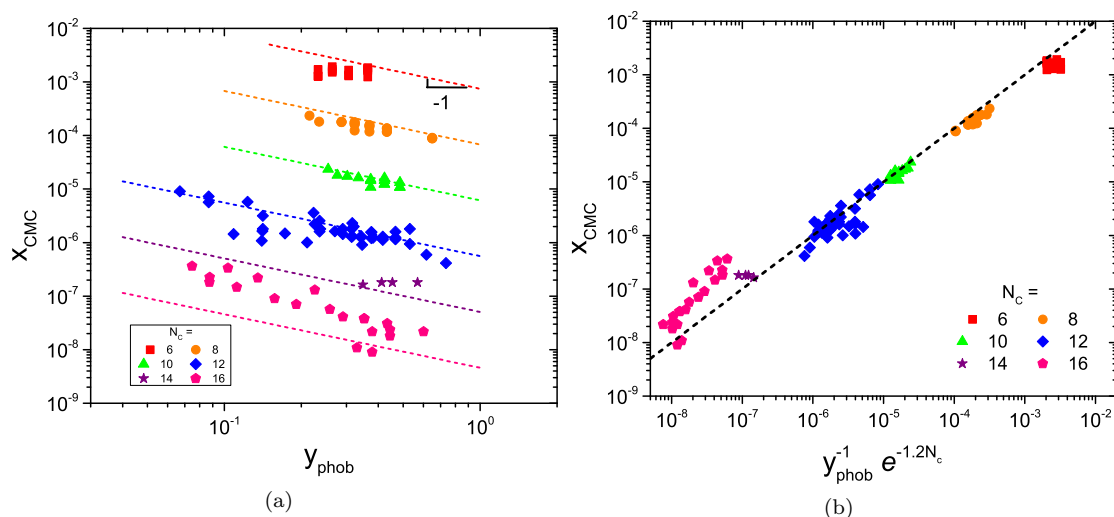 10⁻²
10⁻³
10⁻⁴
10⁻⁵
10⁻⁶
10⁻⁷
10⁻⁸
10⁻⁹
x_CMC
-1
N_C =
6 8
10 12
14 16
10⁻¹ 10⁰
y_phob
(a)
10⁻²
10⁻³
10⁻⁴
10⁻⁵
10⁻⁶
10⁻⁷
10⁻⁸
10⁻⁹
x_CMC
N_C =
6 8
10 12
14 16
10⁻⁸ 10⁻⁷ 10⁻⁶ 10⁻⁵ 10⁻⁴ 10⁻³ 10⁻²
y_phob⁻¹ e^-1.2N_c
(b)